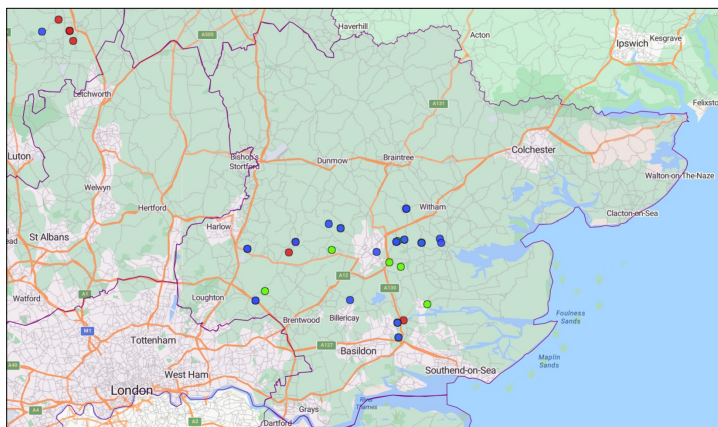 Haverhill
Acton
Ipswich
Kesgrave
A505
Letchworth
A131
Felixsto
Colchester
Luton
Bishop's
Stortford
Dunmow
Braintree
Walton-on-The-Naze
Welwyn
Witham
Hertford
Clacton-on-Sea
Harlow
St Albans
ead
A12
A130
Watford
Loughton
Foulness
Sands
Brentwood
Billericay
M1
Tottenham
A127
Basildon
Maplin
Sands
West Ham
Southend-on-Sea
London
Grays
Thames
A4
A2
Dartford